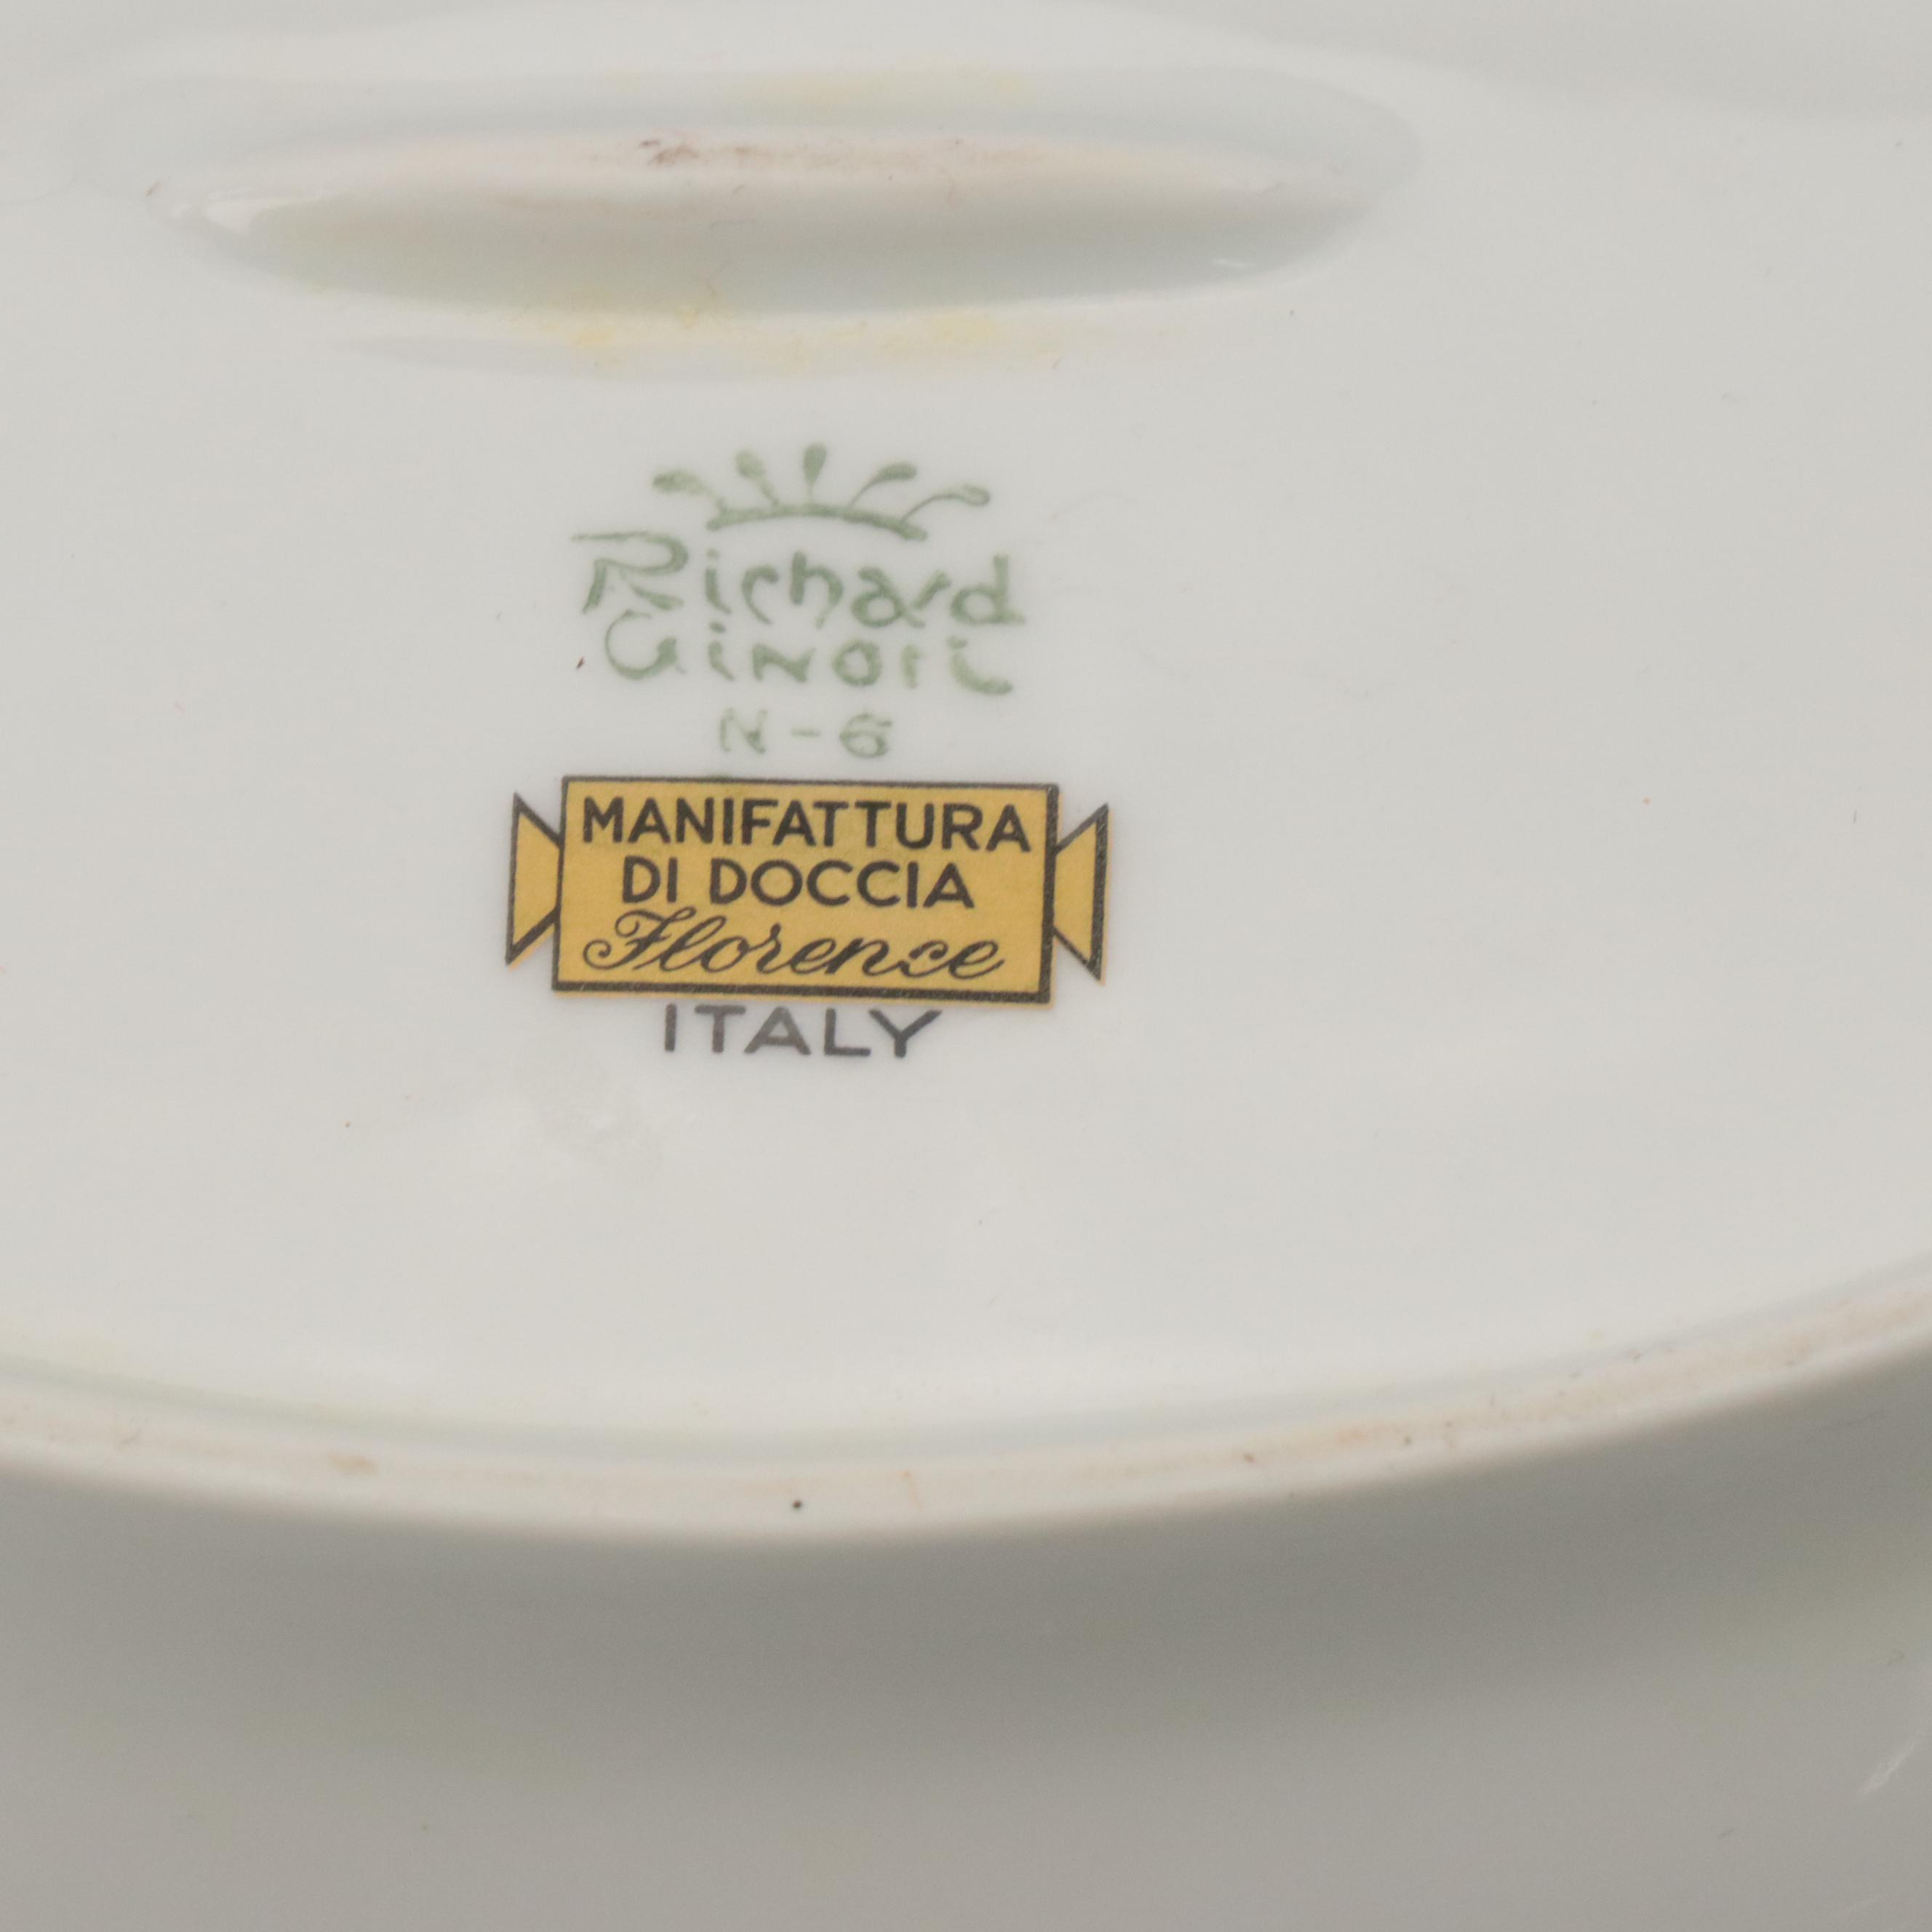 Richard
Ginori
N-6
MANIFATTURA
DI DOCCIA
Florence
ITALY